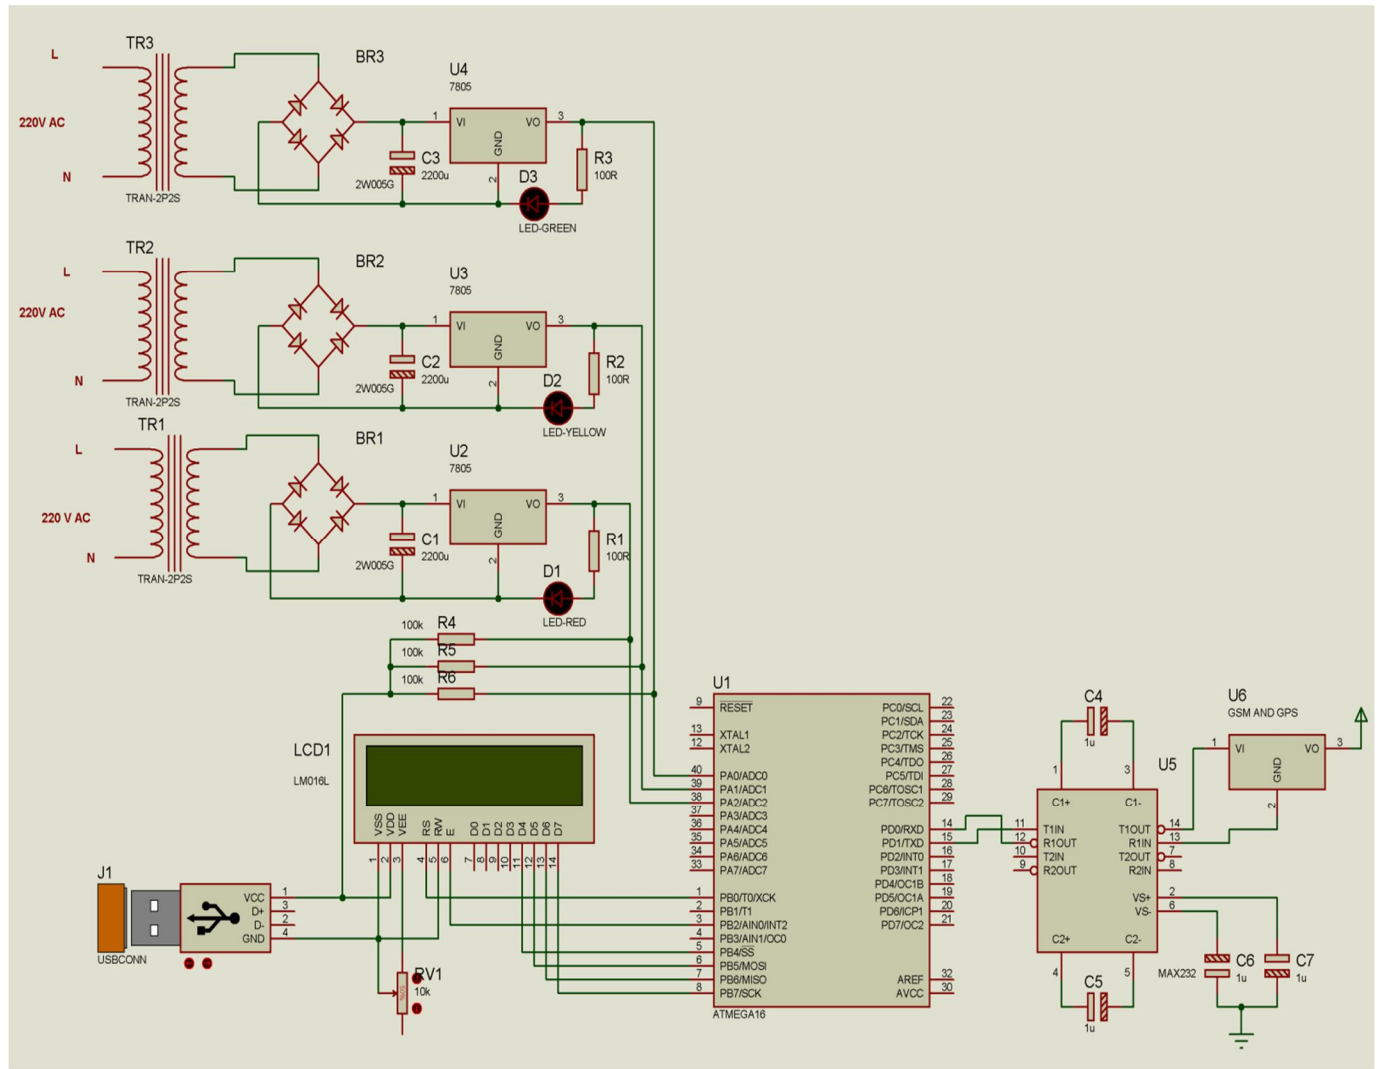 TR3
BR3
L
U4
7805
220V AC
1
VI
VO
3
GND
2
C3
2200u
R3
100R
N
2W005G
D3
TRAN-2P2S
LED-GREEN
TR2
BR2
L
U3
7805
220V AC
1
VI
VO
3
GND
2
C2
2200u
R2
100R
N
2W005G
D2
TRAN-2P2S
LED-YELLOW
TR1
BR1
L
U2
7805
220 V AC
1
VI
VO
3
GND
2
C1
2200u
R1
100R
N
2W005G
D1
TRAN-2P2S
LED-RED
100k R4
100k R5
100k R6
LCD1
LM016L
VSS VDD VEE RS RW E D0 D1 D2 D3 D4 D5 D6 D7
1 2 3 4 5 6 7 8 9 10 11 12 13 14
J1
VCC 1
D+ 3
D- 2
GND 4
USBCONN
RV1
10k
50%
U1
9 RESET
13 XTAL1
12 XTAL2
40 PA0/ADC0
39 PA1/ADC1
38 PA2/ADC2
37 PA3/ADC3
36 PA4/ADC4
35 PA5/ADC5
34 PA6/ADC6
33 PA7/ADC7
1 PB0/T0/XCK
2 PB1/T1
3 PB2/AIN0/INT2
4 PB3/AIN1/OC0
5 PB4/SS
6 PB5/MOSI
7 PB6/MISO
8 PB7/SCK
PC0/SCL 22
PC1/SDA 23
PC2/TCK 24
PC3/TMS 25
PC4/TDO 26
PC5/TDI 27
PC6/TOSC1 28
PC7/TOSC2 29
PD0/RXD 14
PD1/TXD 15
PD2/INT0 16
PD3/INT1 17
PD4/OC1B 18
PD5/OC1A 19
PD6/ICP1 20
PD7/OC2 21
AREF 32
AVCC 30
ATMEGA16
C4
1u
U5
1
3
C1+
C1-
11 T1IN
12 R1OUT
10 T2IN
9 R2OUT
T1OUT 14
R1IN 13
T2OUT 7
R2IN 8
VS+ 2
VS- 6
C2+
C2-
4
5
C5
1u
MAX232
U6
GSM AND GPS
1
VI
VO
3
GND
2
C6
1u
C7
1u